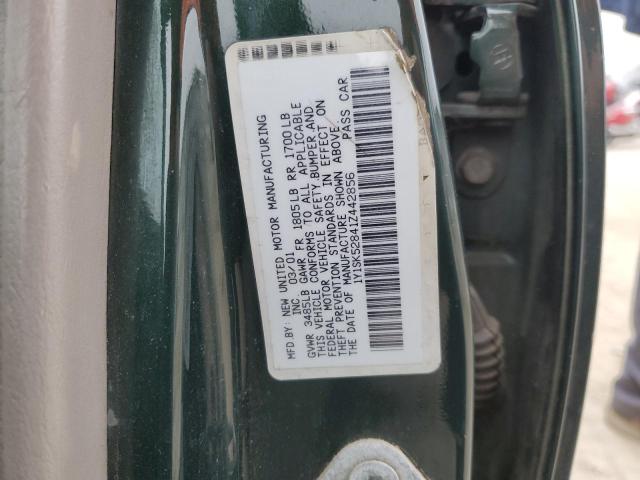 MFD.BY: NEW UNITED MOTOR MANUFACTURING
INC 03/01
GVWR 3485LB GAWR FR 1805LB RR 1700LB
THIS VEHICLE CONFORMS TO ALL APPLICABLE
FEDERAL MOTOR VEHICLE SAFETY,BUMPER,AND
THEFT PREVENTION STANDARDS IN EFFECT ON
THE DATE OF MANUFACTURE SHOWN ABOVE.
1Y1SK52841Z442856 PASS CAR